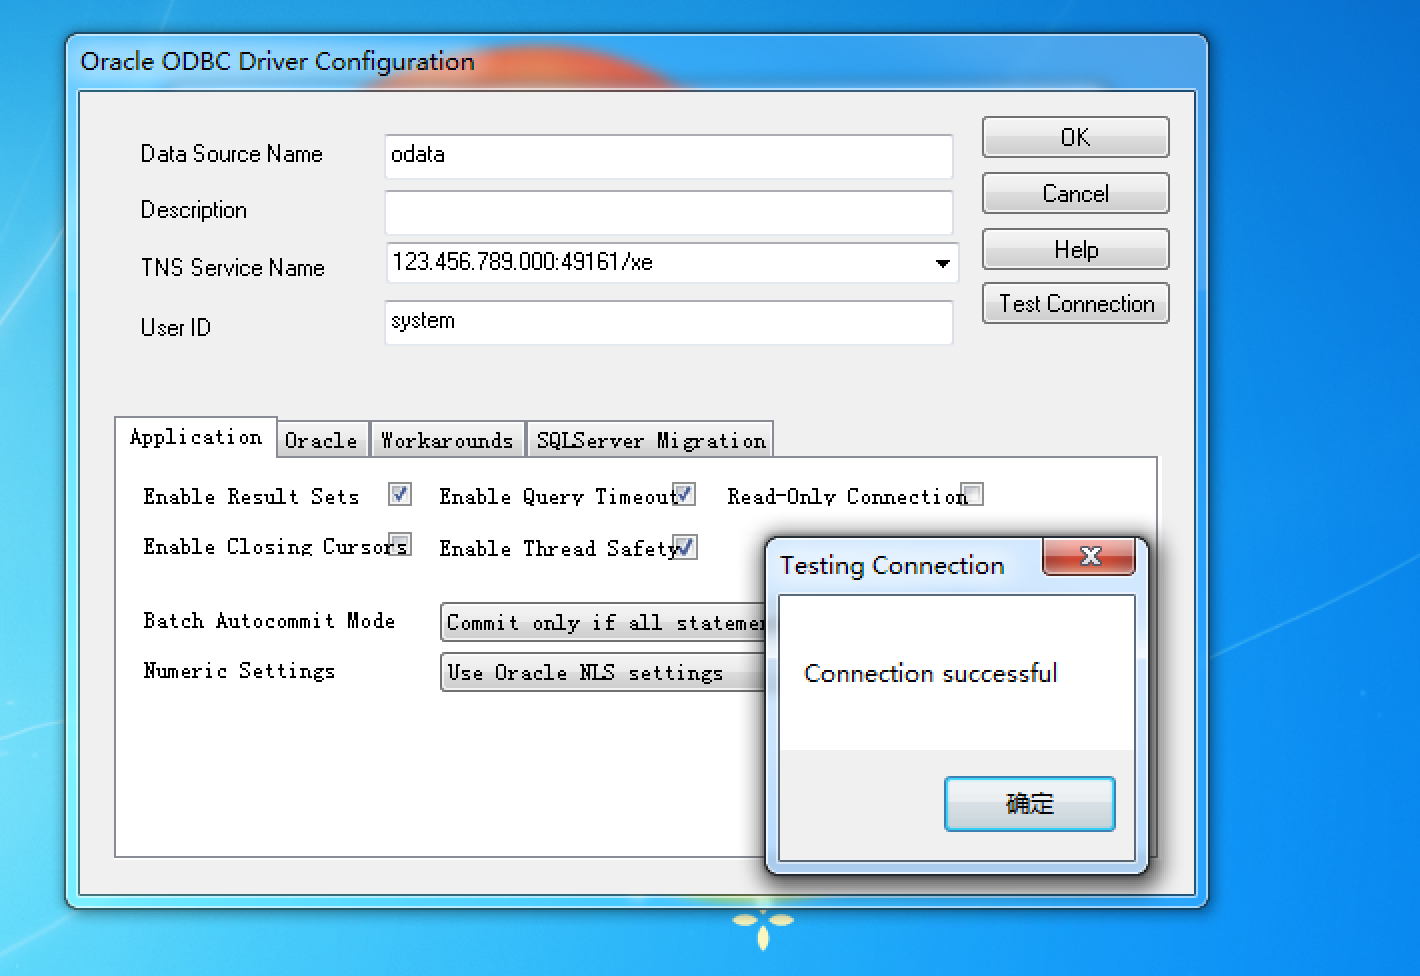 Oracle ODBC Driver Configuration
Data Source Name odata OK
Description Cancel
TNS Service Name 123.456.789.000:49161/xe Help
User ID system Test Connection
Application Oracle Workarounds SQLServer Migration
Enable Result Sets Enable Query Timeout Read-Only Connection
Enable Closing Cursors Enable Thread Safety
Batch Autocommit Mode Commit only if all
Numeric Settings Use Oracle NLS settings
Testing Connection
Connection successful
确定